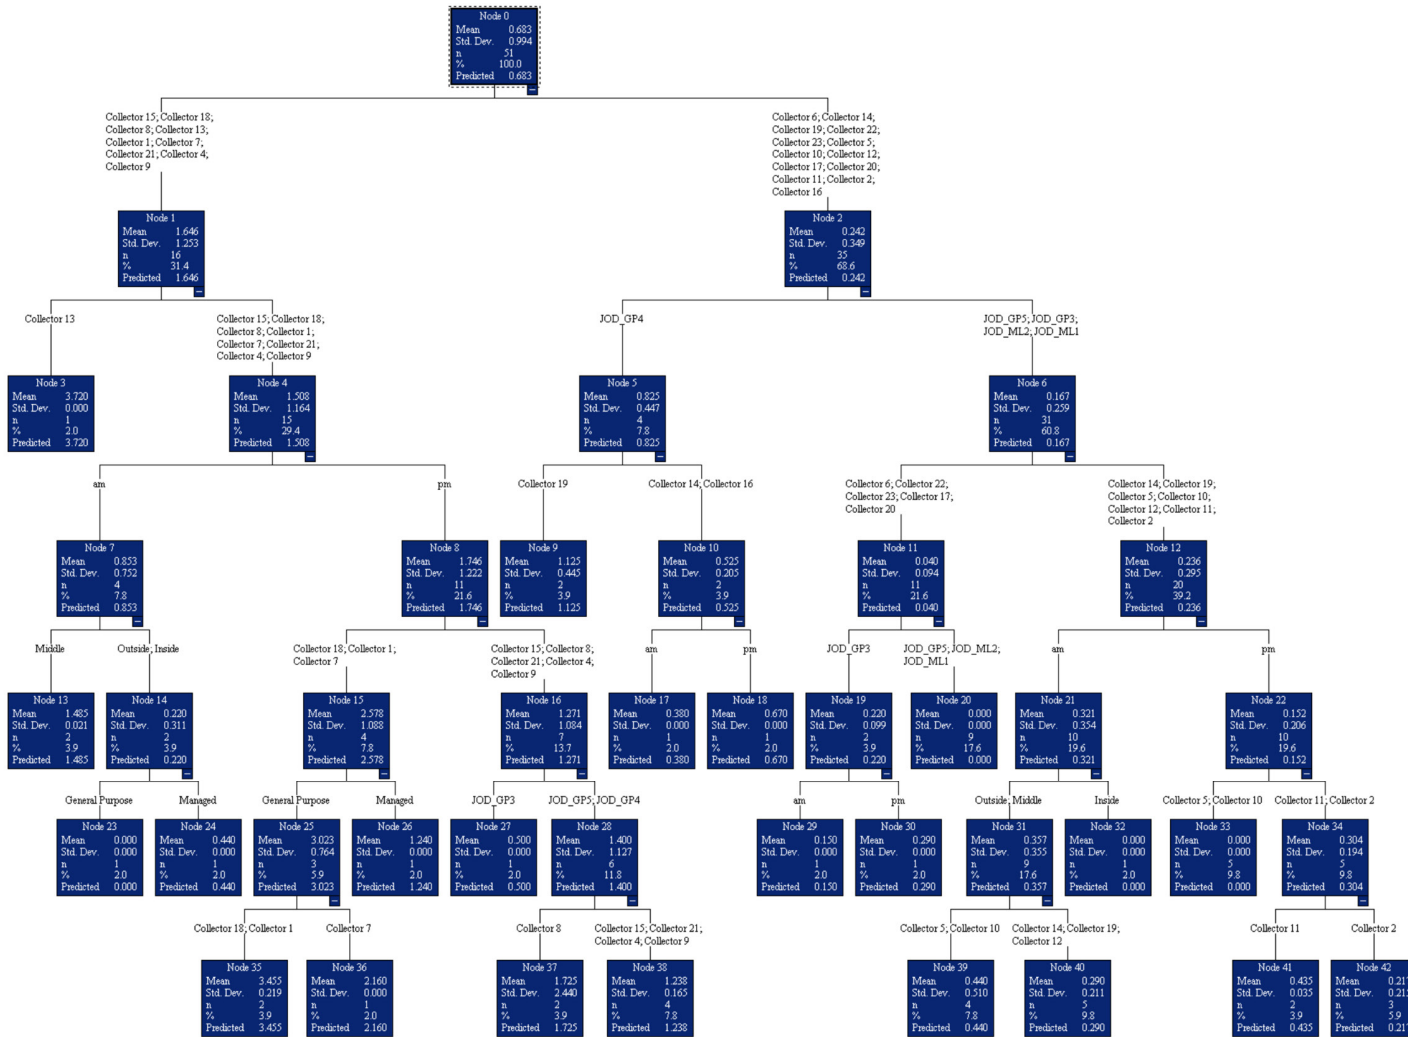 Node 0
Mean 0.683
Std. Dev. 0.994
n 51
% 100.0
Predicted 0.683
Collector 15; Collector 18;
Collector 8; Collector 13;
Collector 1; Collector 7;
Collector 21; Collector 4;
Collector 9
Collector 6; Collector 14;
Collector 19; Collector 22;
Collector 23; Collector 5;
Collector 10; Collector 12;
Collector 17; Collector 20;
Collector 11; Collector 2;
Collector 16
Node 1
Mean 1.646
Std. Dev. 1.253
n 16
% 31.4
Predicted 1.646
Node 2
Mean 0.242
Std. Dev. 0.349
n 35
% 68.6
Predicted 0.242
Collector 13
Collector 15; Collector 18;
Collector 8; Collector 1;
Collector 7; Collector 21;
Collector 4; Collector 9
JOD_GP4
JOD_GP5; JOD_GP3;
JOD_ML2; JOD_ML1
Node 3
Mean 3.720
Std. Dev. 0.000
n 1
% 2.0
Predicted 3.720
Node 4
Mean 1.508
Std. Dev. 1.164
n 15
% 29.4
Predicted 1.508
Node 5
Mean 0.825
Std. Dev. 0.447
n 4
% 7.8
Predicted 0.825
Node 6
Mean 0.167
Std. Dev. 0.259
n 31
% 60.8
Predicted 0.167
am
pm
Collector 19
Collector 14; Collector 16
Collector 6; Collector 22;
Collector 23; Collector 17;
Collector 20
Collector 14; Collector 19;
Collector 5; Collector 10;
Collector 12; Collector 11;
Collector 2
Node 7
Mean 0.853
Std. Dev. 0.752
n 4
% 7.8
Predicted 0.853
Node 8
Mean 1.746
Std. Dev. 1.222
n 11
% 21.6
Predicted 1.746
Node 9
Mean 1.125
Std. Dev. 0.445
n 2
% 3.9
Predicted 1.125
Node 10
Mean 0.525
Std. Dev. 0.205
n 2
% 3.9
Predicted 0.525
Node 11
Mean 0.040
Std. Dev. 0.094
n 11
% 21.6
Predicted 0.040
Node 12
Mean 0.236
Std. Dev. 0.295
n 20
% 39.2
Predicted 0.236
Middle
Outside; Inside
Collector 18; Collector 1;
Collector 7
Collector 15; Collector 8;
Collector 21; Collector 4;
Collector 9
am
pm
JOD_GP3
JOD_GP5; JOD_ML2;
JOD_ML1
am
pm
Node 13
Mean 1.485
Std. Dev. 0.021
n 2
% 3.9
Predicted 1.485
Node 14
Mean 0.220
Std. Dev. 0.311
n 2
% 3.9
Predicted 0.220
Node 15
Mean 2.578
Std. Dev. 1.088
n 4
% 7.8
Predicted 2.578
Node 16
Mean 1.271
Std. Dev. 1.084
n 7
% 13.7
Predicted 1.271
Node 17
Mean 0.380
Std. Dev. 0.000
n 1
% 2.0
Predicted 0.380
Node 18
Mean 0.670
Std. Dev. 0.000
n 1
% 2.0
Predicted 0.670
Node 19
Mean 0.220
Std. Dev. 0.099
n 2
% 3.9
Predicted 0.220
Node 20
Mean 0.000
Std. Dev. 0.000
n 9
% 17.6
Predicted 0.000
Node 21
Mean 0.321
Std. Dev. 0.354
n 10
% 19.6
Predicted 0.321
Node 22
Mean 0.152
Std. Dev. 0.206
n 10
% 19.6
Predicted 0.152
General Purpose
Managed
General Purpose
Managed
JOD_GP3
JOD_GP5; JOD_GP4
am
pm
Outside; Middle
Inside
Collector 5; Collector 10
Collector 11; Collector 2
Node 23
Mean 0.000
Std. Dev. 0.000
n 1
% 2.0
Predicted 0.000
Node 24
Mean 0.440
Std. Dev. 0.000
n 1
% 2.0
Predicted 0.440
Node 25
Mean 3.023
Std. Dev. 0.764
n 3
% 5.9
Predicted 3.023
Node 26
Mean 1.240
Std. Dev. 0.000
n 1
% 2.0
Predicted 1.240
Node 27
Mean 0.500
Std. Dev. 0.000
n 1
% 2.0
Predicted 0.500
Node 28
Mean 1.400
Std. Dev. 1.127
n 6
% 11.8
Predicted 1.400
Node 29
Mean 0.150
Std. Dev. 0.000
n 1
% 2.0
Predicted 0.150
Node 30
Mean 0.290
Std. Dev. 0.000
n 1
% 2.0
Predicted 0.290
Node 31
Mean 0.357
Std. Dev. 0.355
n 9
% 17.6
Predicted 0.357
Node 32
Mean 0.000
Std. Dev. 0.000
n 1
% 2.0
Predicted 0.000
Node 33
Mean 0.000
Std. Dev. 0.000
n 5
% 9.8
Predicted 0.000
Node 34
Mean 0.304
Std. Dev. 0.194
n 5
% 9.8
Predicted 0.304
Collector 18; Collector 1
Collector 7
Collector 8
Collector 15; Collector 21;
Collector 4; Collector 9
Collector 5; Collector 10
Collector 14; Collector 19;
Collector 12
Collector 11
Collector 2
Node 35
Mean 3.455
Std. Dev. 0.219
n 2
% 3.9
Predicted 3.455
Node 36
Mean 2.160
Std. Dev. 0.000
n 1
% 2.0
Predicted 2.160
Node 37
Mean 1.725
Std. Dev. 2.440
n 2
% 3.9
Predicted 1.725
Node 38
Mean 1.238
Std. Dev. 0.165
n 4
% 7.8
Predicted 1.238
Node 39
Mean 0.440
Std. Dev. 0.510
n 4
% 7.8
Predicted 0.440
Node 40
Mean 0.290
Std. Dev. 0.211
n 5
% 9.8
Predicted 0.290
Node 41
Mean 0.435
Std. Dev. 0.035
n 2
% 3.9
Predicted 0.435
Node 42
Mean 0.217
Std. Dev. 0.215
n 3
% 5.9
Predicted 0.217